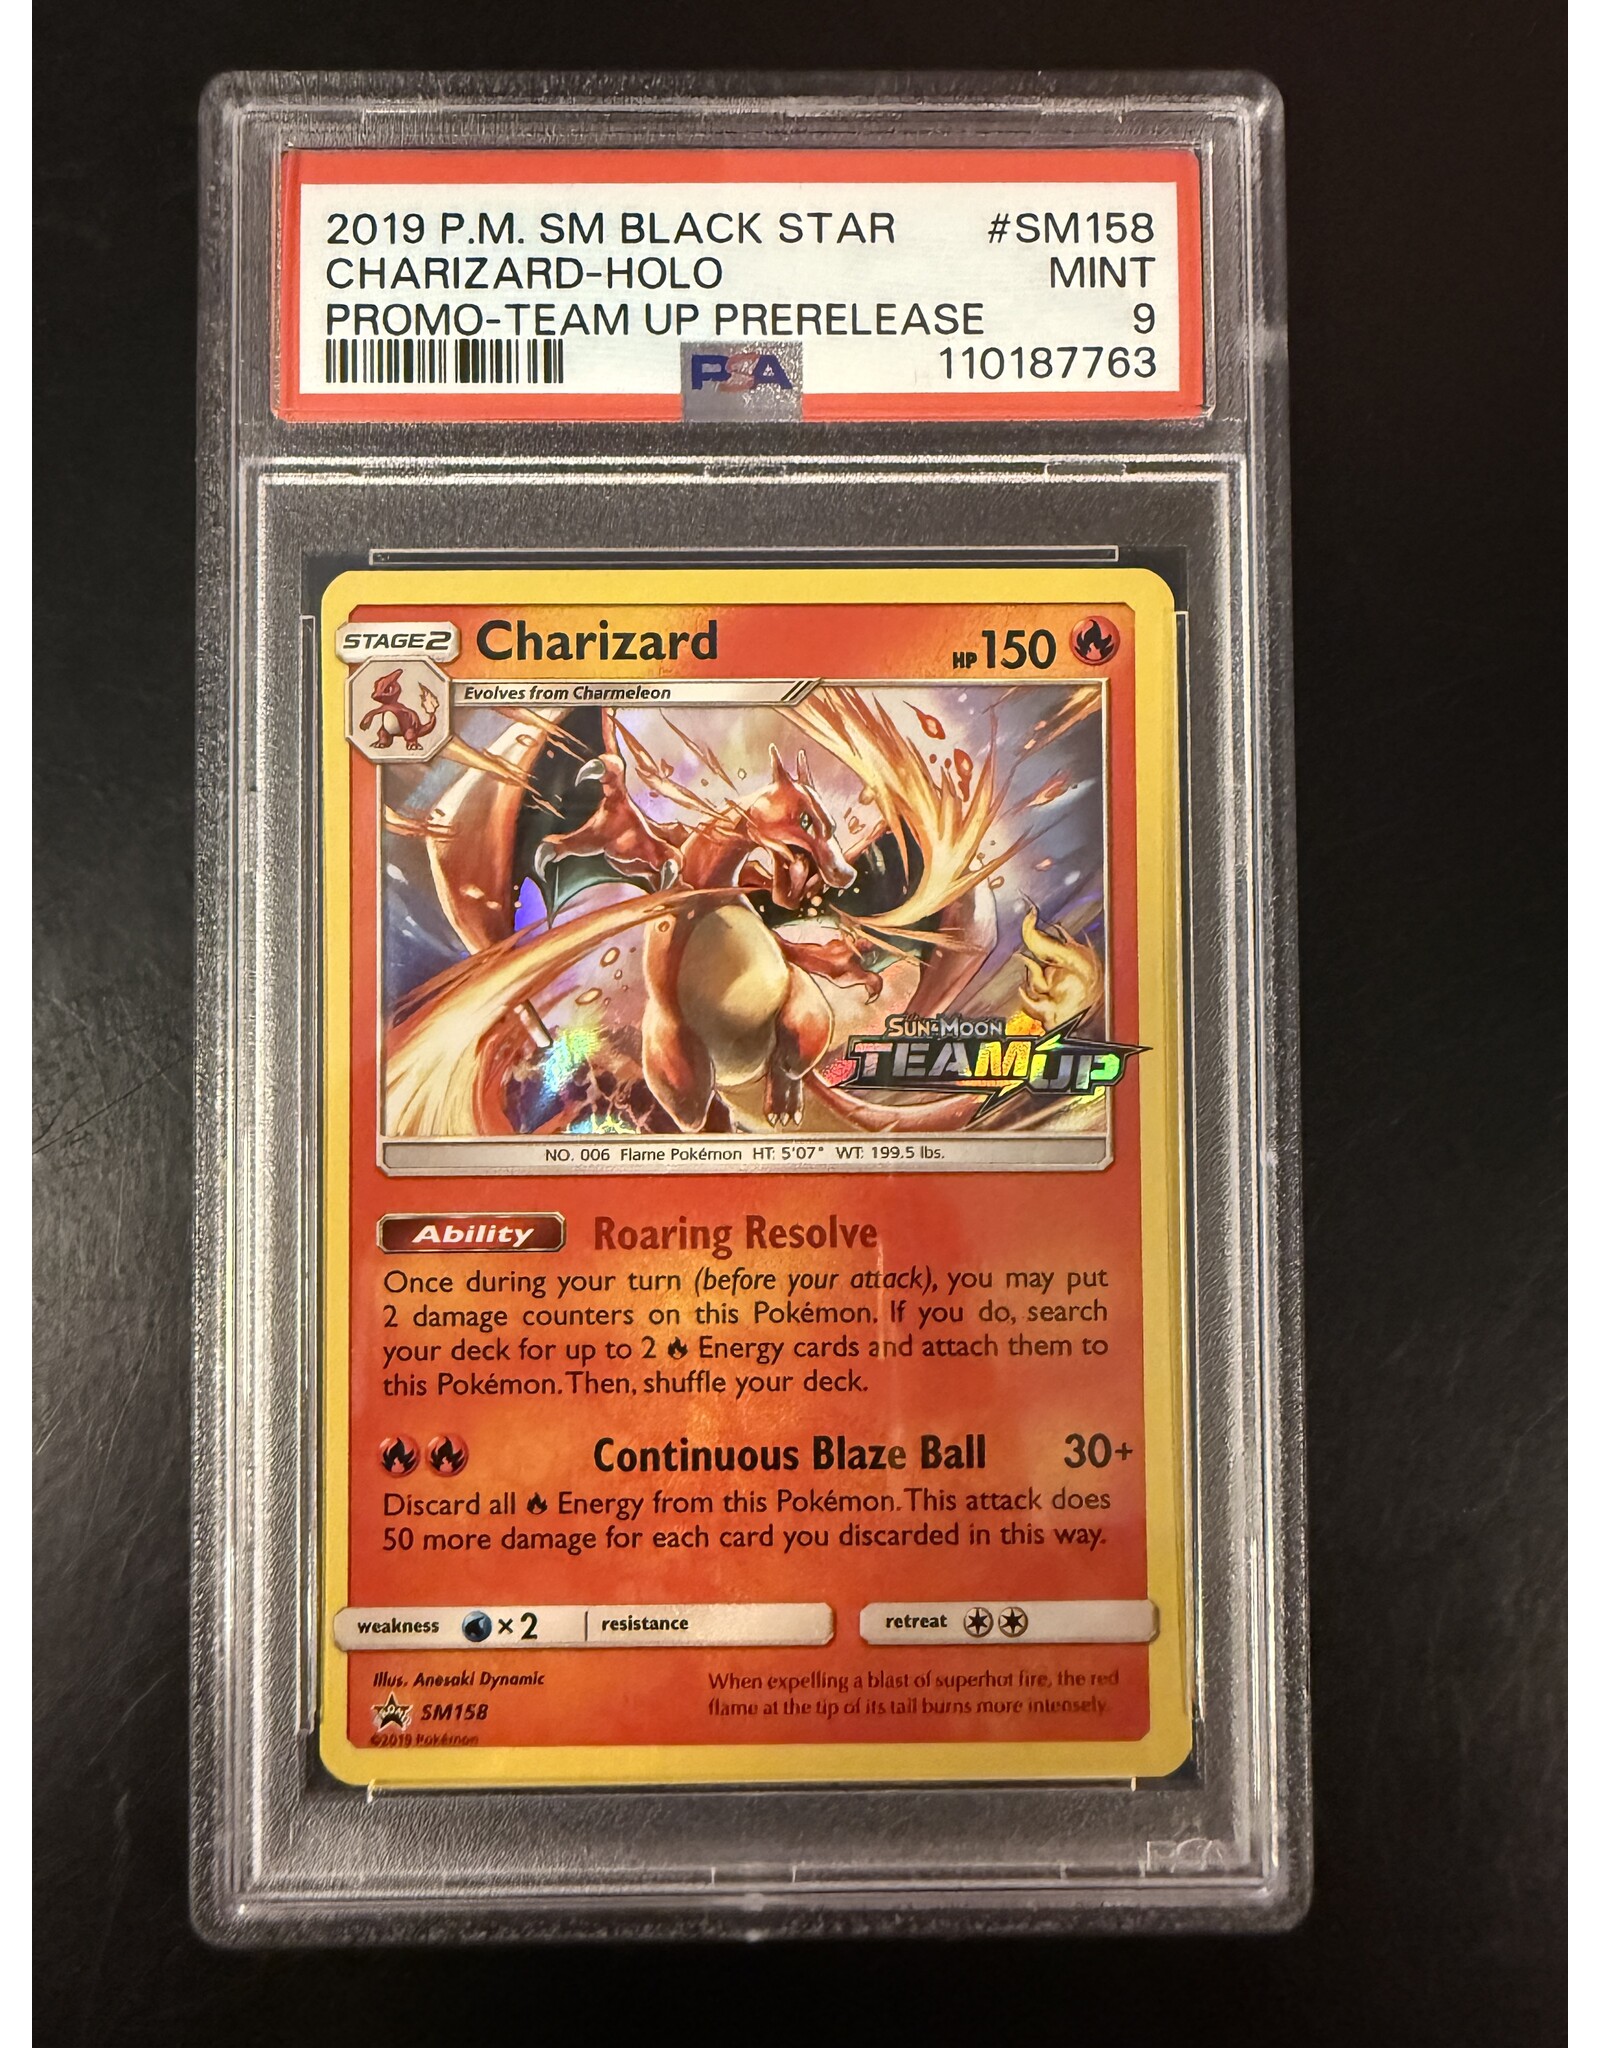 2019 P.M. SM BLACK STAR #SM158
CHARIZARD-HOLO MINT
PROMO-TEAM UP PRERELEASE 9
PSA 110187763
STAGE2 Charizard HP150
Evolves from Charmeleon
SUN & MOON
TEAM UP
NO. 006 Flame Pokémon HT: 5'07" WT: 199.5 lbs.
Ability Roaring Resolve
Once during your turn (before your attack), you may put
2 damage counters on this Pokémon. If you do, search
your deck for up to 2 Energy cards and attach them to
this Pokémon. Then, shuffle your deck.
Continuous Blaze Ball 30+
Discard all Energy from this Pokémon. This attack does
50 more damage for each card you discarded in this way.
weakness ×2 resistance retreat
Illus. Anesaki Dynamic
When expelling a blast of superhot fire, the red
flame at the tip of its tail burns more intensely.
PROMO SM158
©2019 Pokémon
PSA